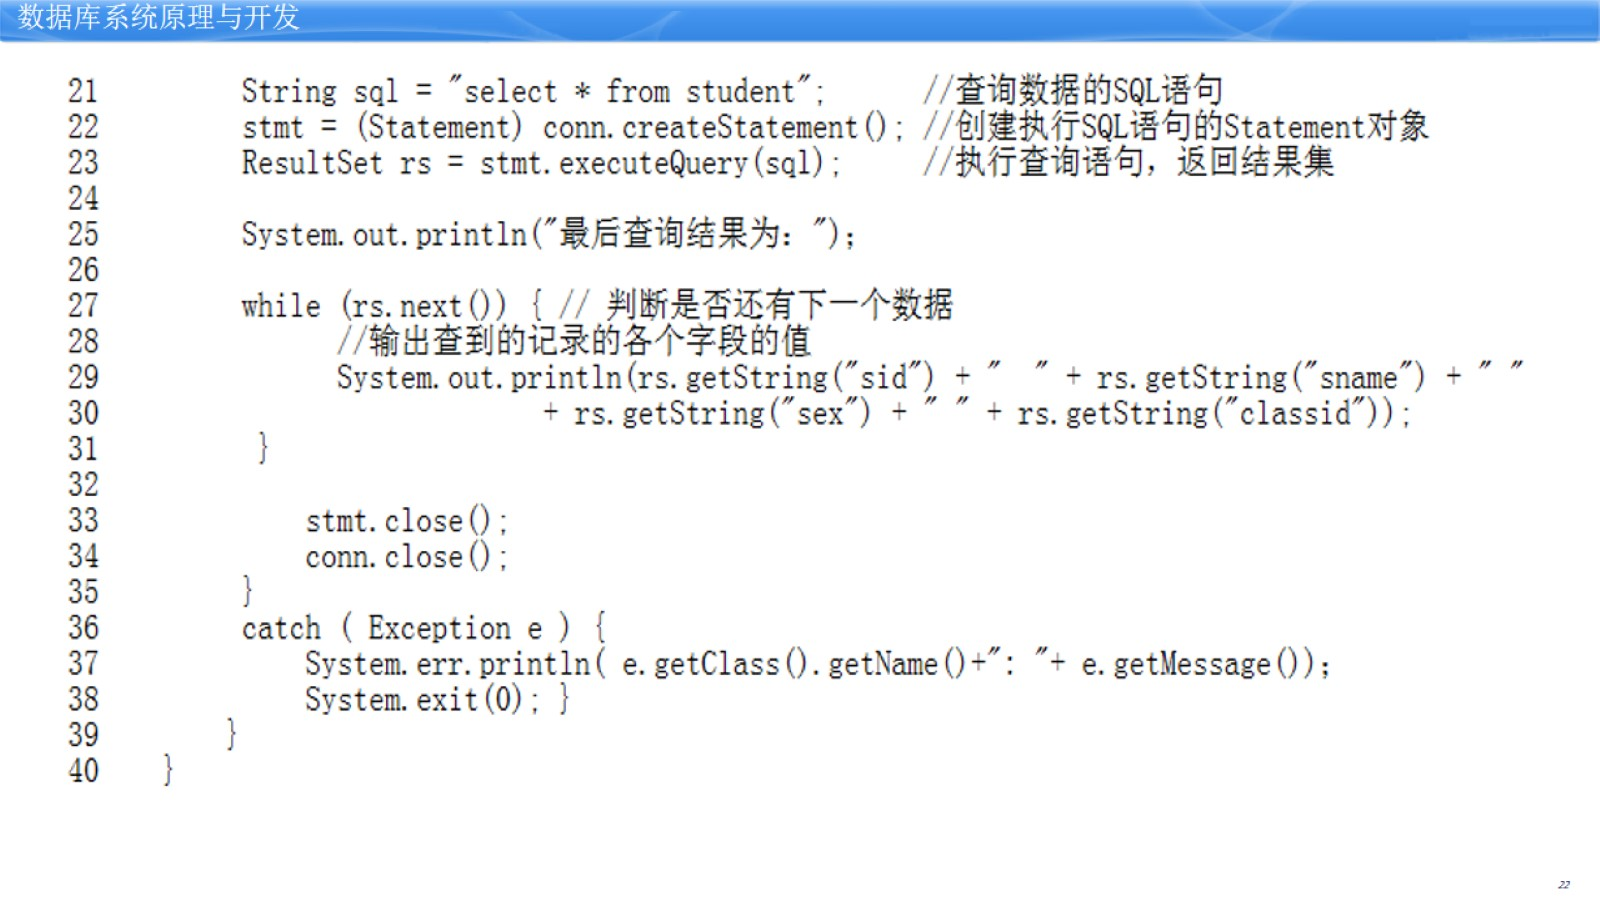 数据库系统原理与开发
21 String sql = "select * from student"; //查询数据的SQL语句
22 stmt = (Statement) conn.createStatement(); //创建执行SQL语句的Statement对象
23 ResultSet rs = stmt.executeQuery(sql); //执行查询语句，返回结果集
24
25 System.out.println("最后查询结果为：");
26
27 while (rs.next()) { // 判断是否还有下一个数据
28 //输出查到的记录的各个字段的值
29 System.out.println(rs.getString("sid") + "  " + rs.getString("sname") + " "
30 + rs.getString("sex") + " " + rs.getString("classid"));
31 }
32
33 stmt.close();
34 conn.close();
35 }
36 catch ( Exception e ) {
37 System.err.println( e.getClass().getName()+": "+ e.getMessage());
38 System.exit(0); }
39 }
40 }
22